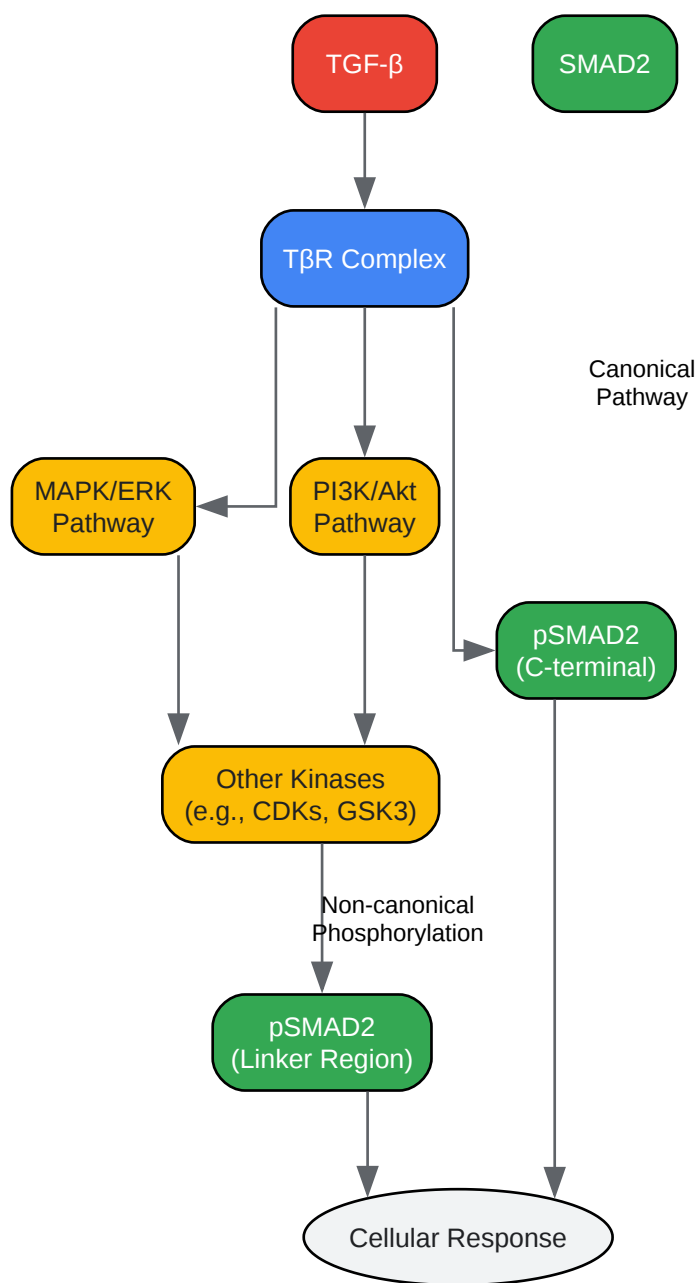 TGF-β
SMAD2
TβR Complex
Canonical
Pathway
MAPK/ERK
Pathway
PI3K/Akt
Pathway
pSMAD2
(C-terminal)
Other Kinases
(e.g., CDKs, GSK3)
Non-canonical
Phosphorylation
pSMAD2
(Linker Region)
Cellular Response